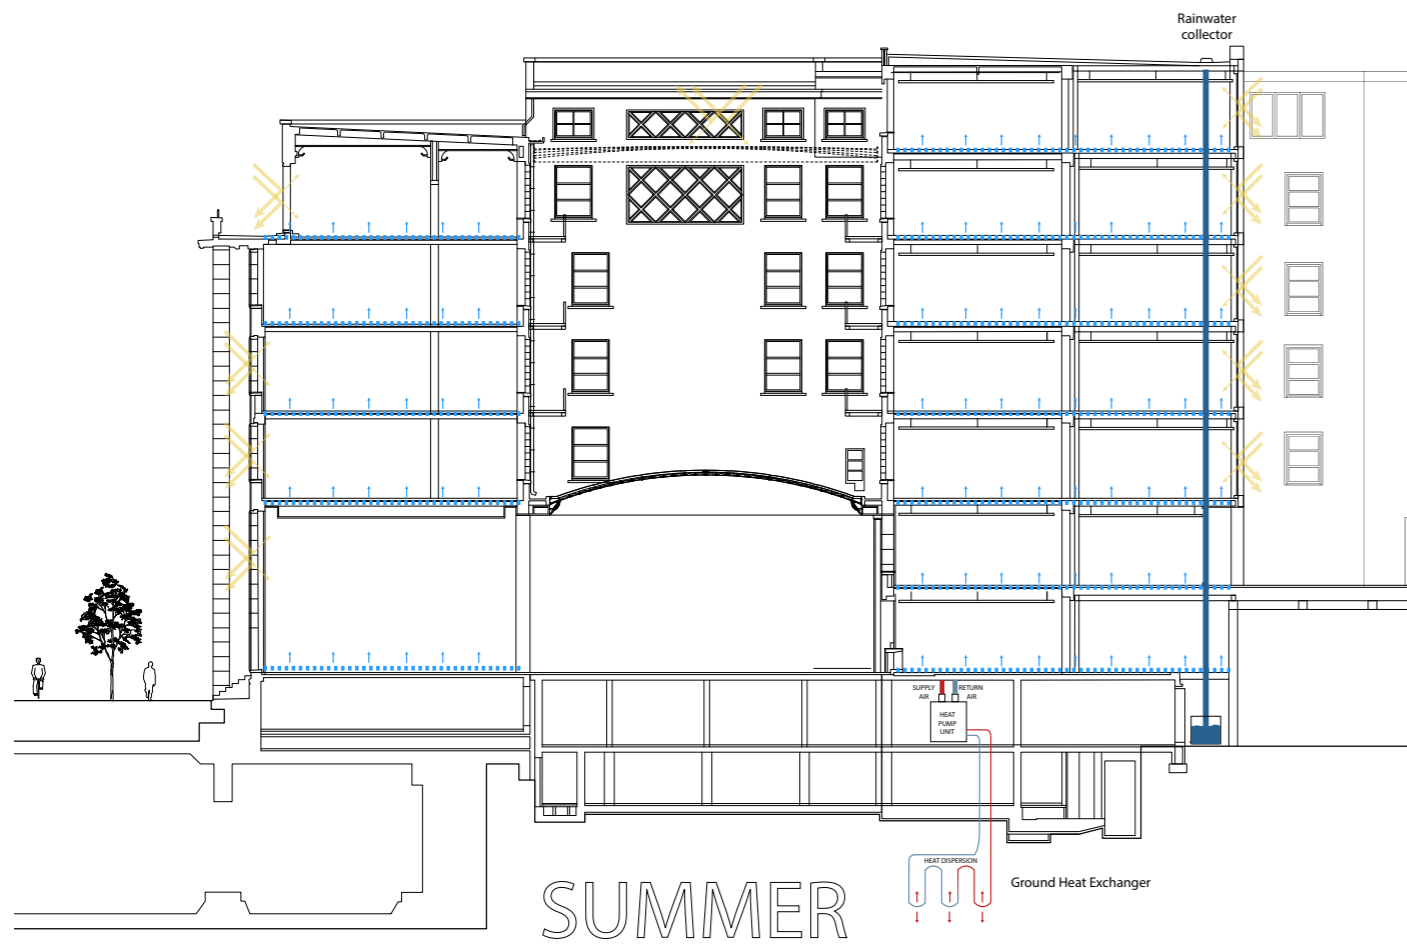 Rainwater
collector
SUPPLY
AIR
RETURN
AIR
HEAT
PUMP
UNIT
HEAT DISPERSION
Ground Heat Exchanger
SUMMER